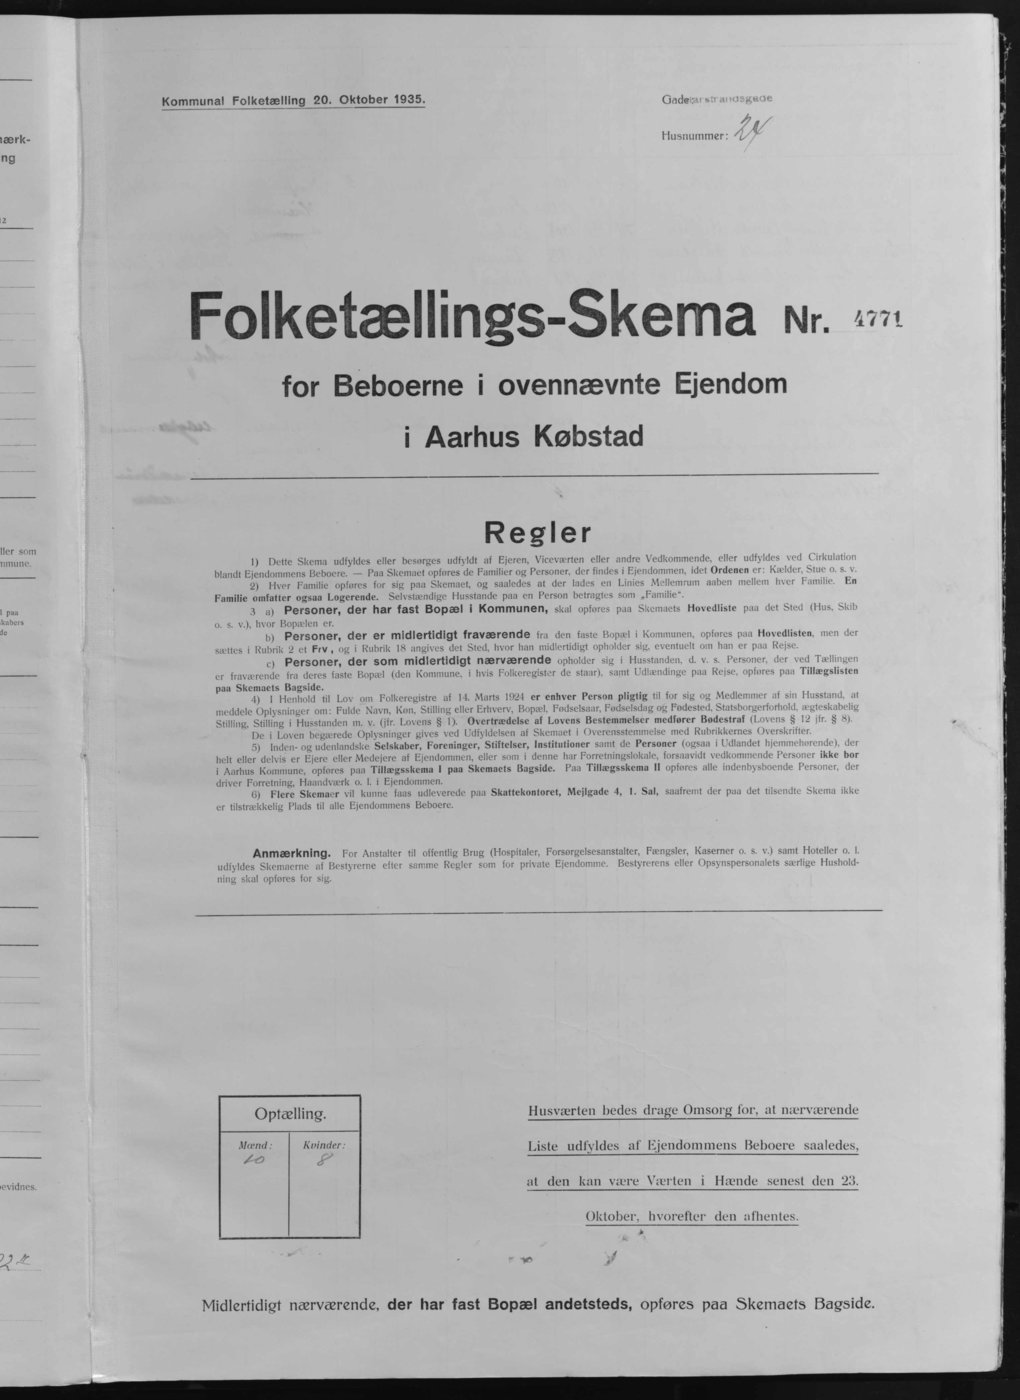 Kommunal Folketælling 20. Oktober 1935.
Gade
Husnummer: 24
Folketællings-Skema Nr. 4771
for Beboerne i ovennævnte Ejendom
i Aarhus Købstad
Regler
1) Dette Skema udfyldes eller besørges udfyldt af Ejeren, Viceværten eller andre Vedkommende, eller udfyldes ved Cirkulation
blandt Ejendommens Beboere. — Paa Skemaet opføres de Familier og Personer, der findes i Ejendommen, idet Ordenen er: Kælder, Stue o. s. v.
2) Hver Familie opføres for sig paa Skemaet, og saaledes at der lades en Linies Mellemrum aaben mellem hver Familie. En
Familie omfatter ogsaa Logerende. Selvstændige Husstande paa en Person betragtes som „Familie“.
3 a) Personer, der har fast Bopæl i Kommunen, skal opføres paa Skemaets Hovedliste paa det Sted (Hus, Skib
o. s. v.), hvor Bopælen er.
b) Personer, der er midlertidigt fraværende fra den faste Bopæl i Kommunen, opføres paa Hovedlisten, men der
sættes i Rubrik 2 et Frv., og i Rubrik 18 angives det Sted, hvor han midlertidigt opholder sig, eventuelt om han er paa Rejse.
c) Personer, der som midlertidigt nærværende opholder sig i Husstanden, d. v. s. Personer, der ved Tællingen
er fraværende fra deres faste Bopæl (den Kommune, i hvis Folkeregister de staar), samt Udlændinge paa Rejse, opføres paa Tillægslisten
paa Skemaets Bagside.
4) I Henhold til Lov om Folkeregistre af 14. Marts 1924 er enhver Person pligtig til for sig og Medlemmer af sin Husstand, at
meddele Oplysninger om: Fulde Navn, Køn, Stilling eller Erhverv, Bopæl, Fødselsaar, Fødselsdag og Fødested, Statsborgerforhold, ægteskabelig
Stilling, Stilling i Husstanden m. v. (jfr. Lovens § 1). Overtrædelse af Lovens Bestemmelser medfører Bødestraf (Lovens § 12 jfr. § 8).
De i Loven begærede Oplysninger gives ved Udfyldelsen af Skemaet i Overensstemmelse med Rubrikkernes Overskrifter.
5) Inden- og udenlandske Selskaber, Foreninger, Stiftelser, Institutioner samt de Personer (ogsaa i Udlandet hjemmehørende), der
helt eller delvis er Ejere eller Medejere af Ejendommen, eller som i denne har Forretningslokale, forsaavidt vedkommende Personer ikke bor
i Aarhus Kommune, opføres paa Tillægsskema I paa Skemaets Bagside. Paa Tillægsskema II opføres alle indenbysboende Personer, der
driver Forretning, Haandværk o. l. i Ejendommen.
6) Flere Skemaer vil kunne faas udleverede paa Skattekontoret, Mejlgade 4, 1. Sal, saafremt der paa det tilsendte Skema ikke
er tilstrækkelig Plads til alle Ejendommens Beboere.
Anmærkning. For Anstalter til offentlig Brug (Hospitaler, Forsørgelsesanstalter, Fængsler, Kaserner o. s. v.) samt Hoteller o. l.
udfyldes Skemaerne af Bestyrerne efter samme Regler som for private Ejendomme. Bestyrerens eller Opsynspersonalets særlige Hushold-
ning skal opføres for sig.
Optælling.
Mænd: Kvinder:
10 8
Husværten bedes drage Omsorg for, at nærværende
Liste udfyldes af Ejendommens Beboere saaledes,
at den kan være Værten i Hænde senest den 23.
Oktober, hvorefter den afhentes.
Midlertidigt nærværende, der har fast Bopæl andetsteds, opføres paa Skemaets Bagside.